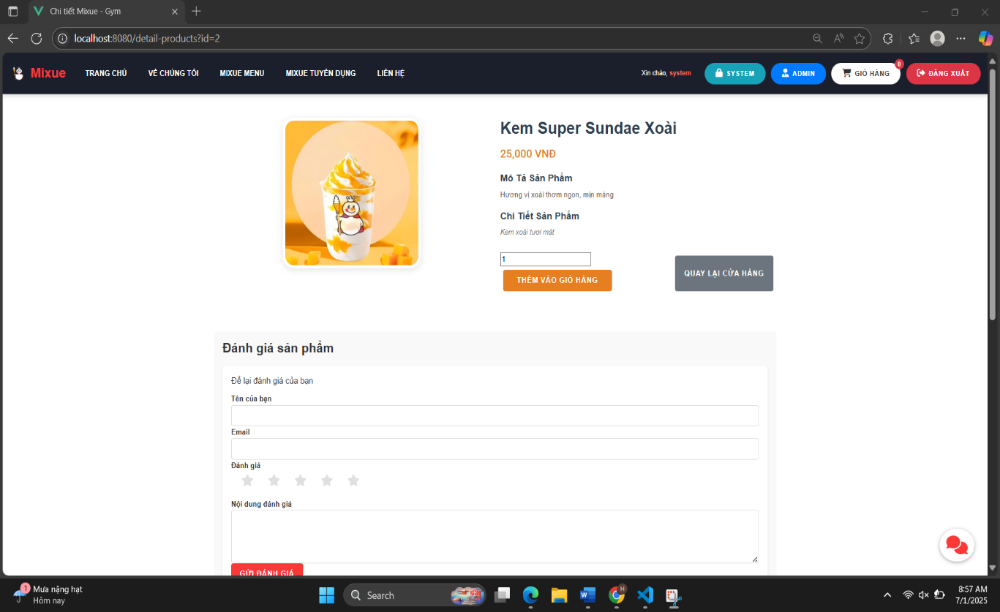 Chi tiết Mixue - Gym
localhost:8080/detail-products?id=2
Mixue
TRANG CHỦ
VỀ CHÚNG TÔI
MIXUE MENU
MIXUE TUYỂN DỤNG
LIÊN HỆ
Xin chào, system
SYSTEM
ADMIN
GIỎ HÀNG
0
ĐĂNG XUẤT
Kem Super Sundae Xoài
25,000 VNĐ
Mô Tả Sản Phẩm
Hương vị xoài thơm ngon, mịn màng
Chi Tiết Sản Phẩm
Kem xoài tươi mát
1
THÊM VÀO GIỎ HÀNG
QUAY LẠI CỬA HÀNG
Đánh giá sản phẩm
Để lại đánh giá của bạn
Tên của bạn
Email
Đánh giá
Nội dung đánh giá
GỬI ĐÁNH GIÁ
1
Mưa nặng hạt
Hôm nay
Search
H
8:57 AM
7/1/2025